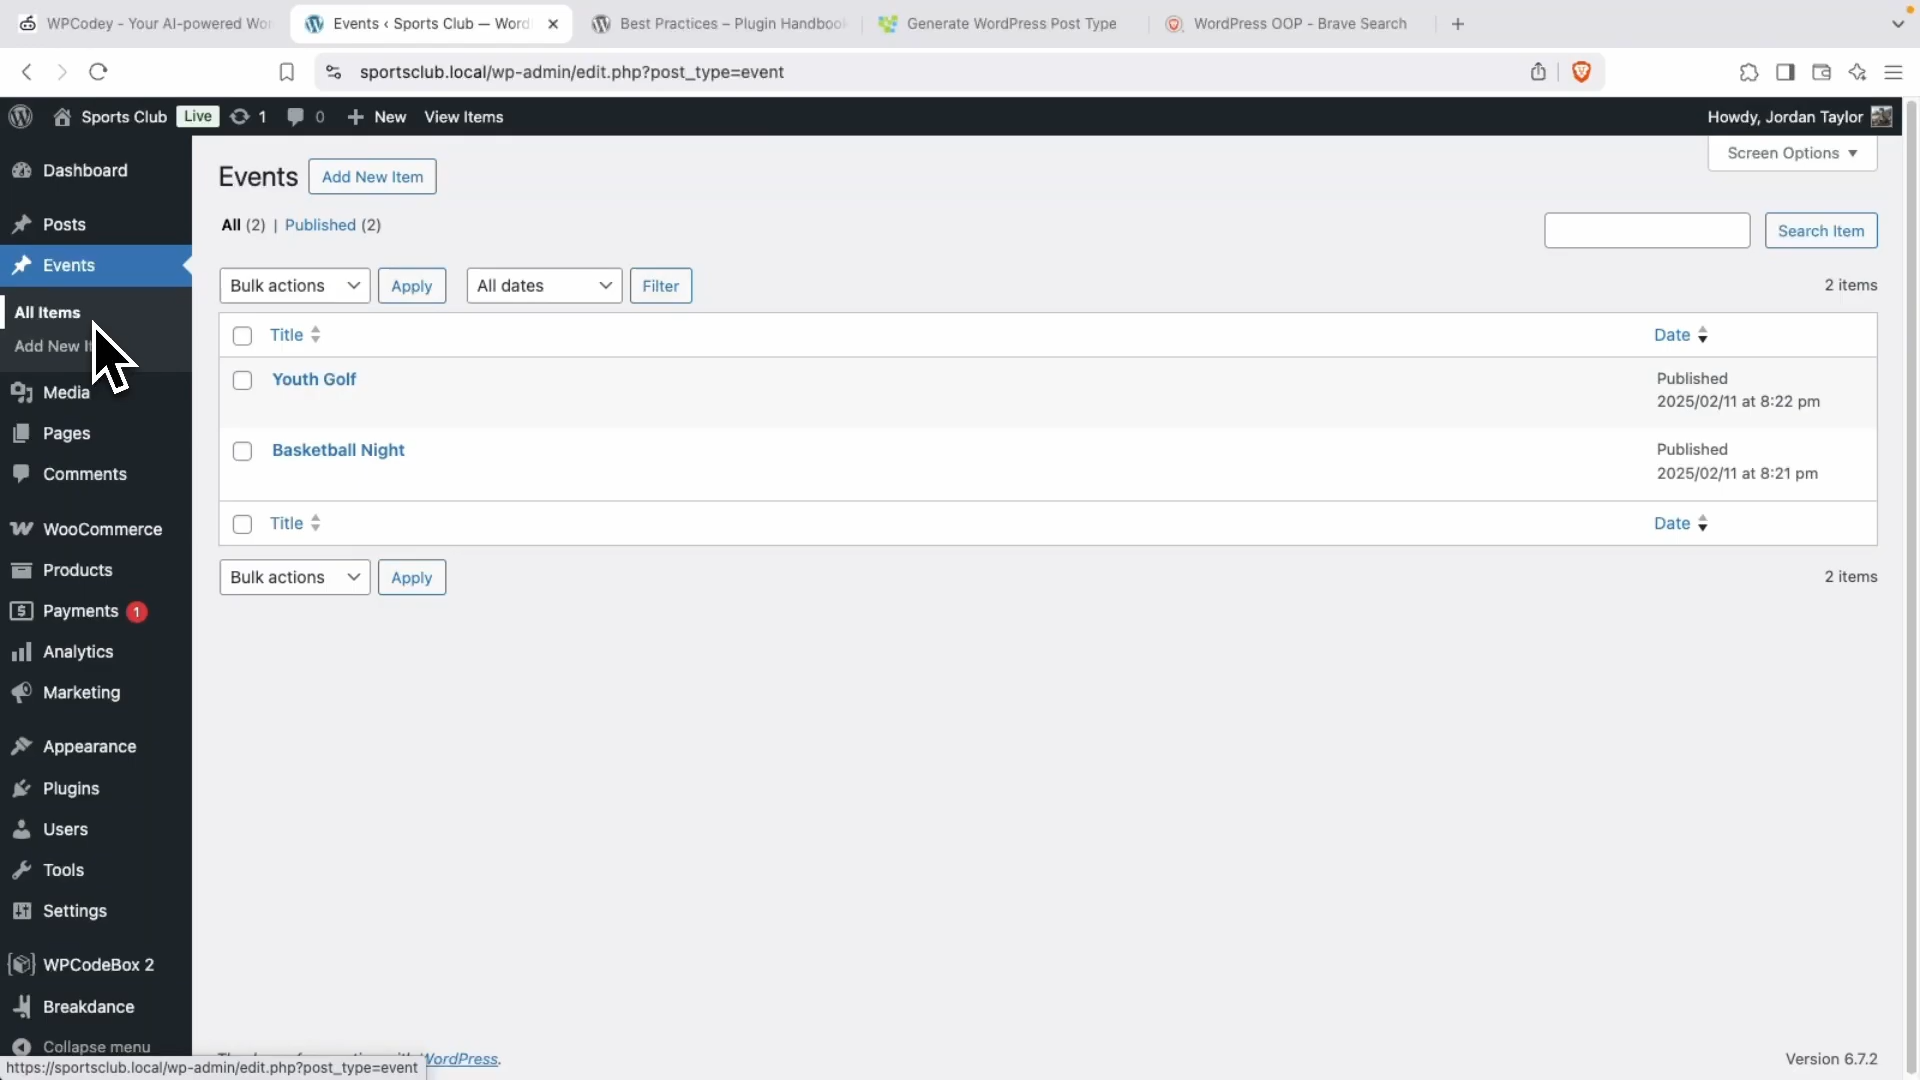 WPCodey - Your AI-powered Wor
Events ‹ Sports Club — Word
Best Practices – Plugin Handbook
Generate WordPress Post Type
WordPress OOP - Brave Search
sportsclub.local/wp-admin/edit.php?post_type=event
Sports Club Live 1 0 + New View Items
Howdy, Jordan Taylor
Dashboard
Posts
Events
All Items
Add New It
Media
Pages
Comments
WooCommerce
Products
Payments 1
Analytics
Marketing
Appearance
Plugins
Users
Tools
Settings
WPCodeBox 2
Breakdance
Collapse menu
Screen Options
Events Add New Item
All (2) | Published (2)
Search Item
Bulk actions Apply All dates Filter
2 items
Title Date
Youth Golf Published
2025/02/11 at 8:22 pm
Basketball Night Published
2025/02/11 at 8:21 pm
Title Date
Bulk actions Apply
2 items
WordPress.
Version 6.7.2
https://sportsclub.local/wp-admin/edit.php?post_type=event